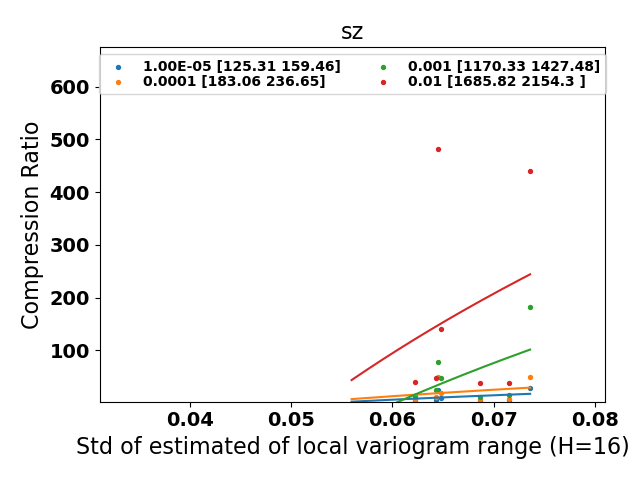 sz
1.00E-05 [125.31 159.46]
0.0001 [183.06 236.65]
0.001 [1170.33 1427.48]
0.01 [1685.82 2154.3 ]
Compression Ratio
600
500
400
300
200
100
0.04 0.05 0.06 0.07 0.08
Std of estimated of local variogram range (H=16)